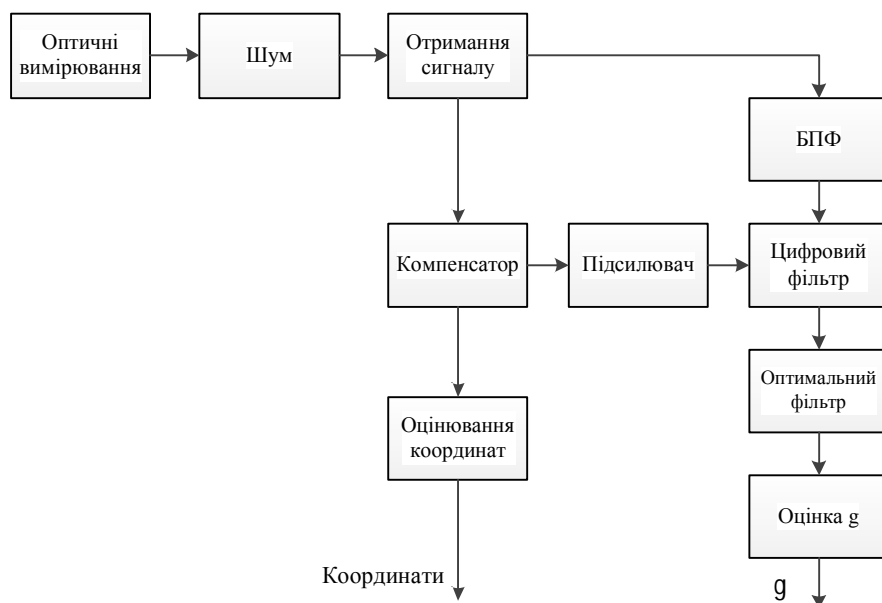 Оптичні
вимірювання
Шум
Отримання
сигналу
БПФ
Компенсатор
Підсилювач
Цифровий
фільтр
Оптимальний
фільтр
Оцінювання
координат
Оцінка g
Координати
g